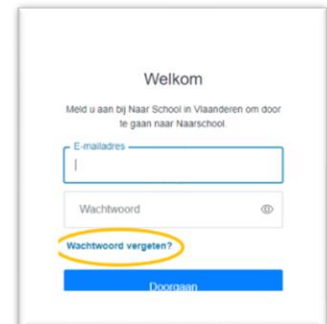 Welkom
Meld u aan bij Naar School in Vlaanderen om door
te gaan naar Naarschool.
E-mailadres
Wachtwoord
Wachtwoord vergeten?
Doorgaan